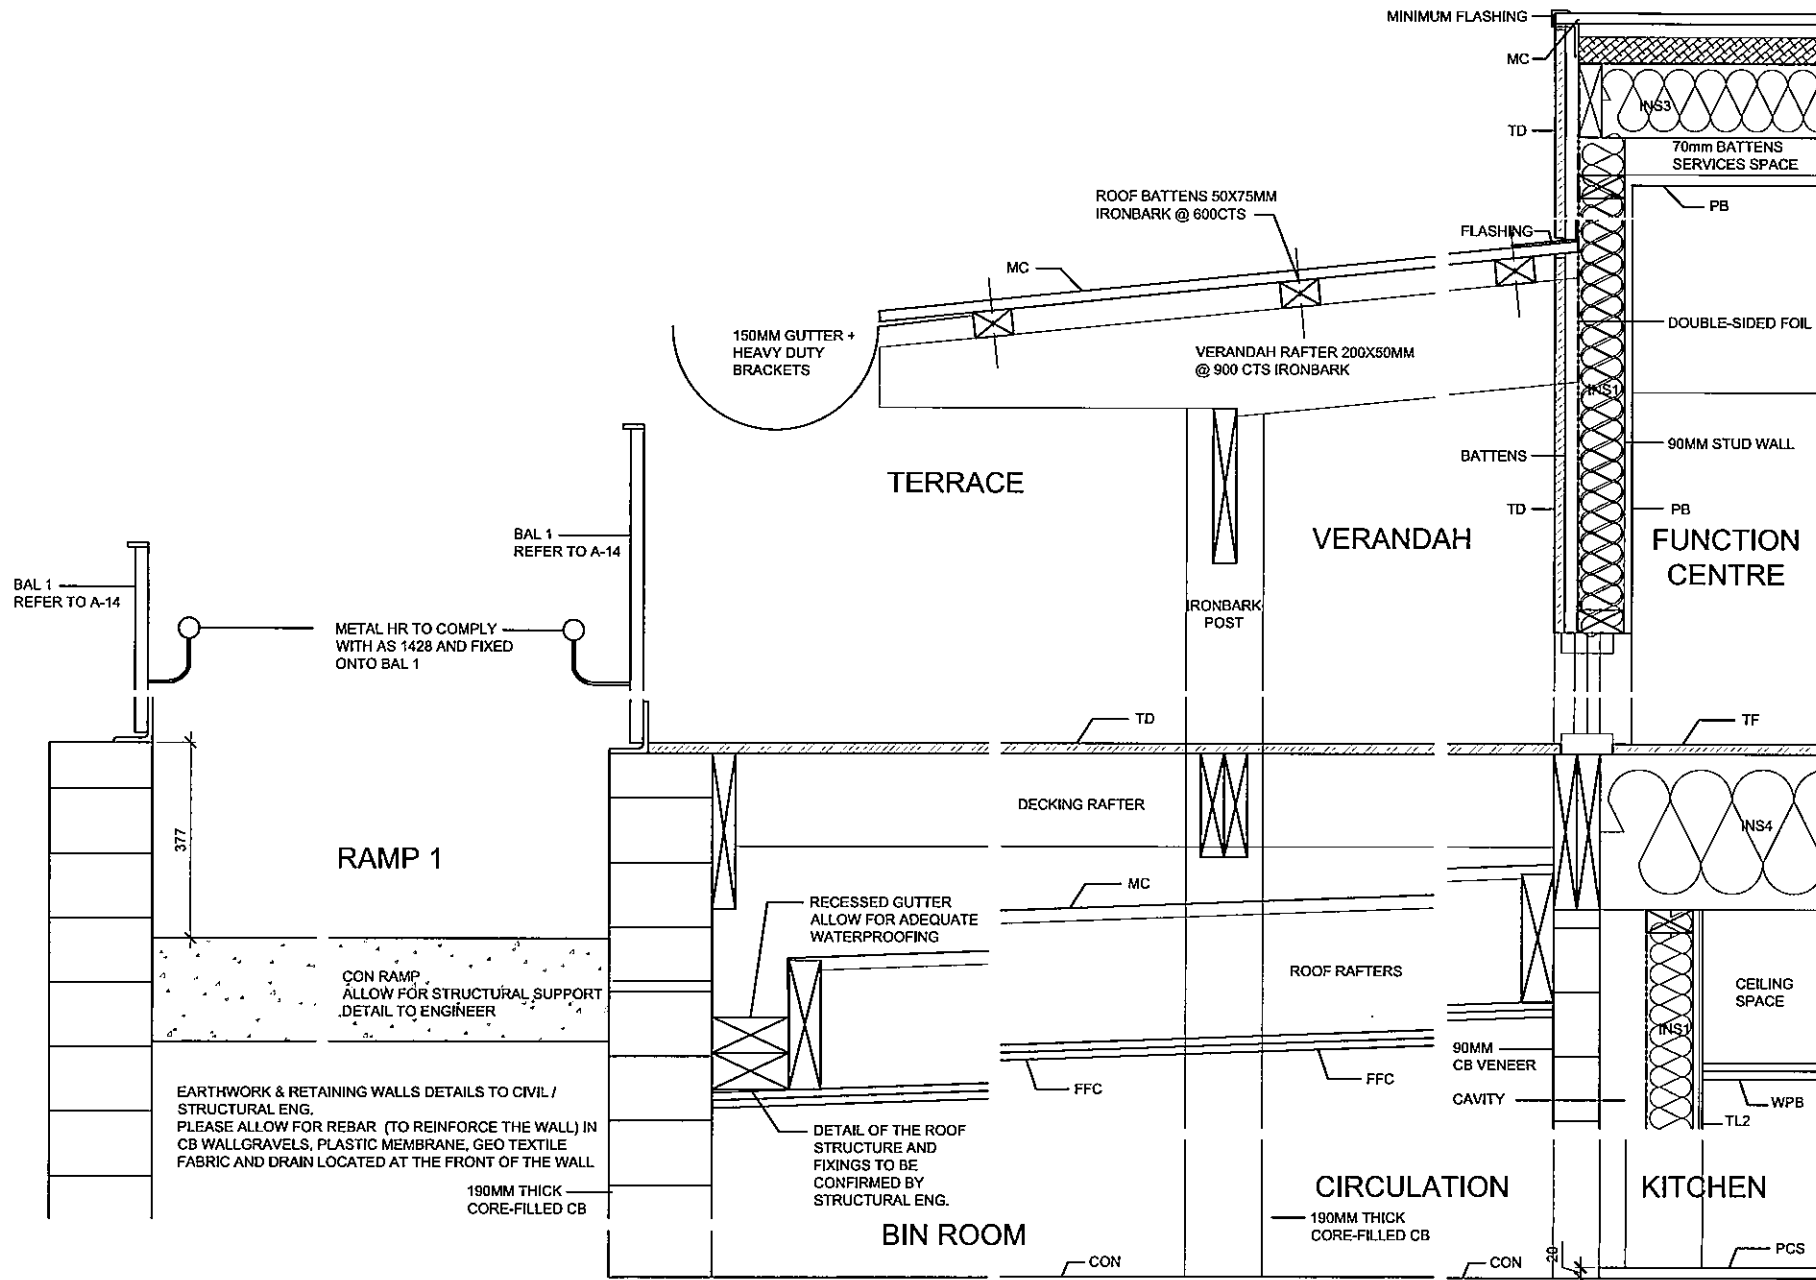 MINIMUM FLASHING
MC
INS3
TD
70mm BATTENS
SERVICES SPACE
PB
ROOF BATTENS 50X75MM
IRONBARK @ 600CTS
FLASHING
MC
150MM GUTTER +
HEAVY DUTY
BRACKETS
DOUBLE-SIDED FOIL
VERANDAH RAFTER 200X50MM
@ 900 CTS IRONBARK
INS1
90MM STUD WALL
BATTENS
TERRACE
TD
PB
BAL 1
REFER TO A-14
VERANDAH
FUNCTION
CENTRE
BAL 1
REFER TO A-14
IRONBARK
POST
METAL HR TO COMPLY
WITH AS 1428 AND FIXED
ONTO BAL 1
TD
TF
DECKING RAFTER
INS4
377
RAMP 1
MC
RECESSED GUTTER
ALLOW FOR ADEQUATE
WATERPROOFING
CON RAMP
ALLOW FOR STRUCTURAL SUPPORT
DETAIL TO ENGINEER
ROOF RAFTERS
CEILING
SPACE
INS1
90MM
CB VENEER
FFC
FFC
CAVITY
WPB
TL2
EARTHWORK & RETAINING WALLS DETAILS TO CIVIL /
STRUCTURAL ENG.
PLEASE ALLOW FOR REBAR (TO REINFORCE THE WALL) IN
CB WALLGRAVELS, PLASTIC MEMBRANE, GEO TEXTILE
FABRIC AND DRAIN LOCATED AT THE FRONT OF THE WALL
DETAIL OF THE ROOF
STRUCTURE AND
FIXINGS TO BE
CONFIRMED BY
STRUCTURAL ENG.
190MM THICK
CORE-FILLED CB
CIRCULATION
KITCHEN
190MM THICK
CORE-FILLED CB
BIN ROOM
20
CON
CON
PCS